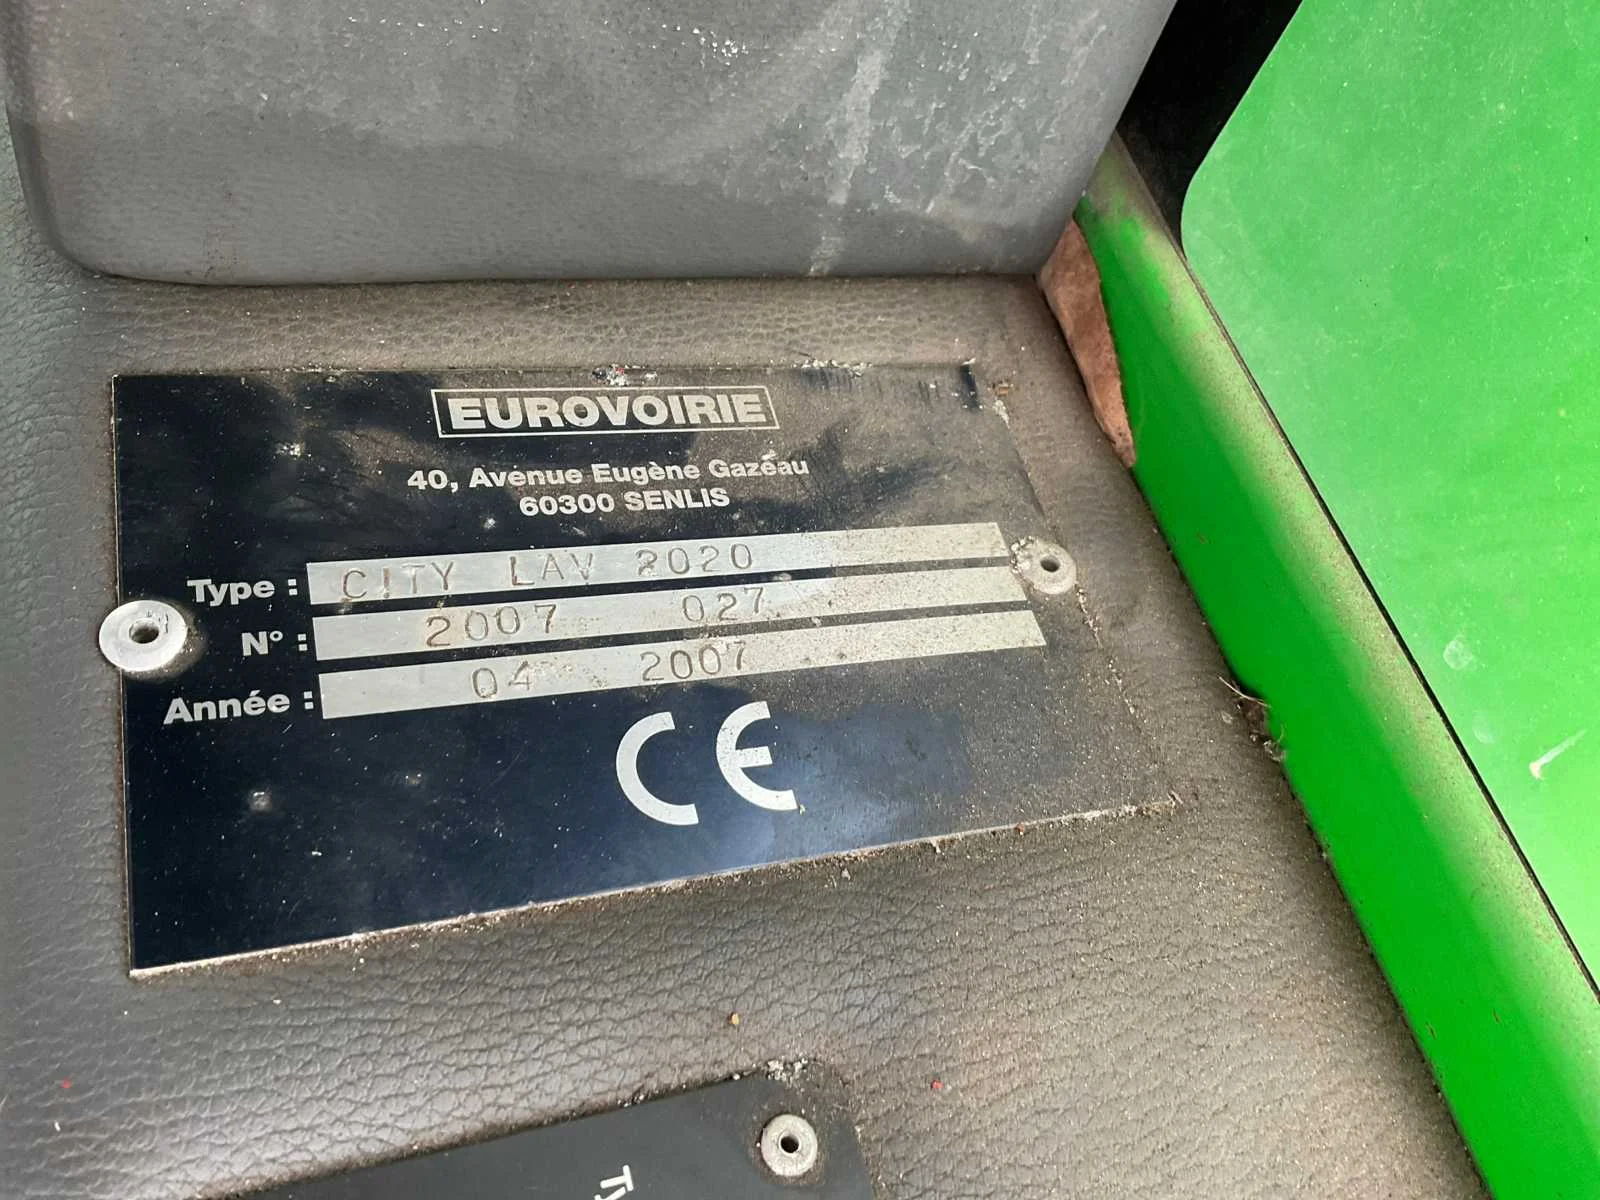 EUROVOIRIE
40, Avenue Eugène Gazeau
60300 SENLIS
Type : CITY LAV 2020
N° : 2007 027
Année : 04 2007
CE